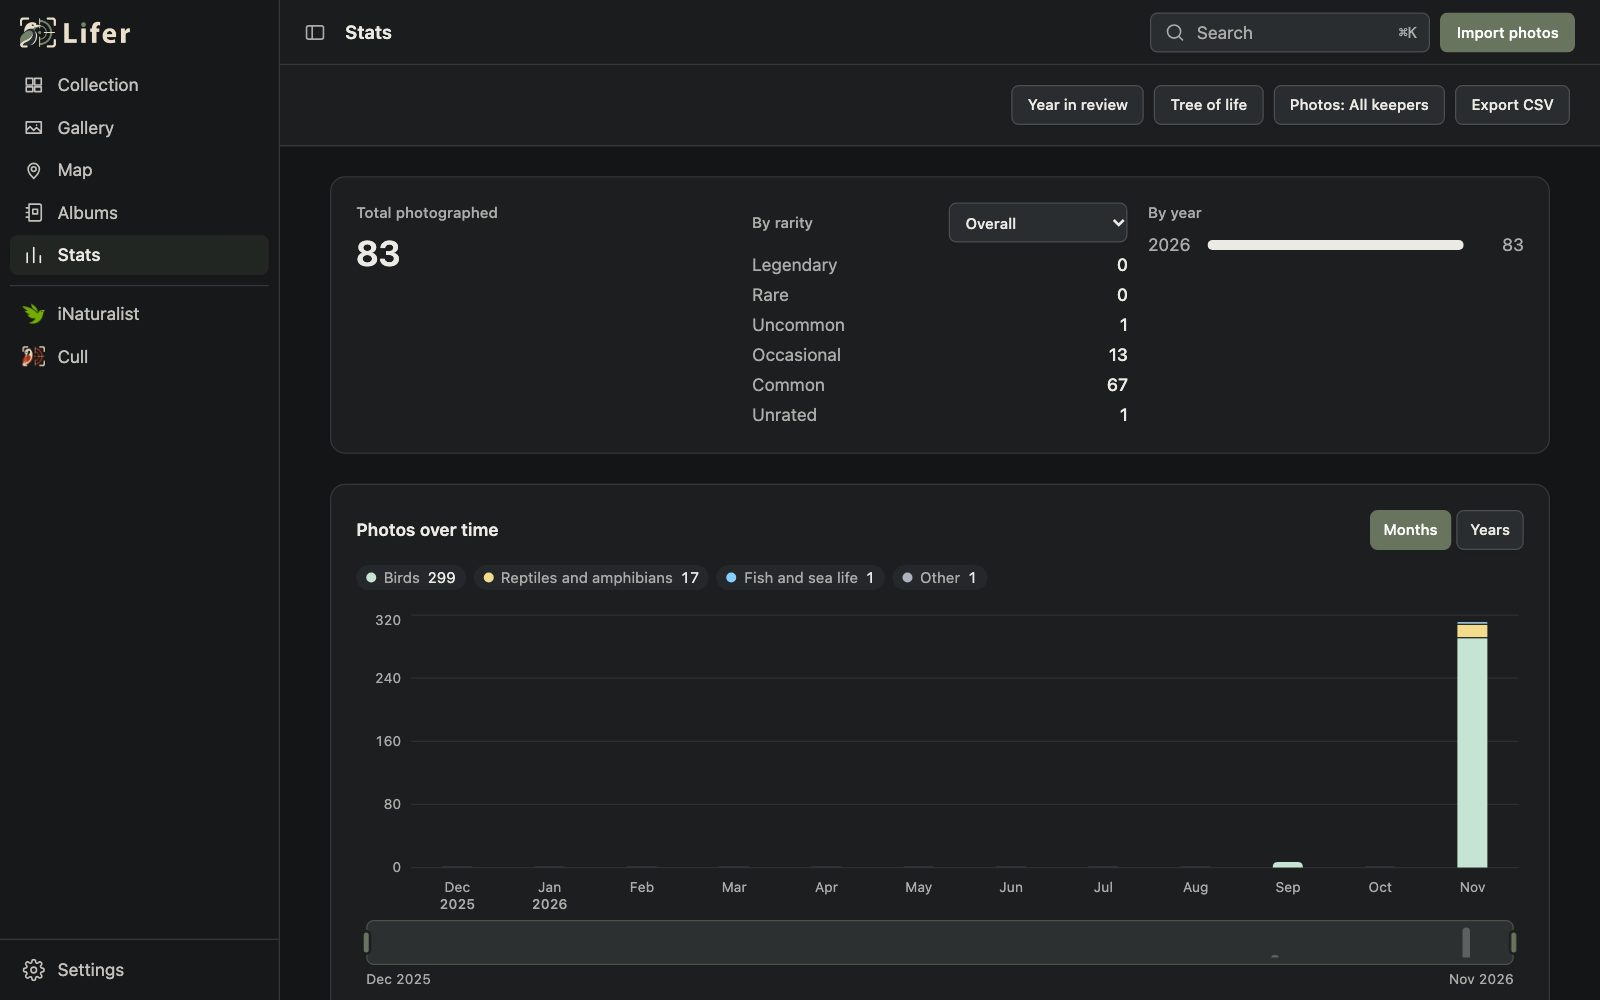 Lifer
Collection
Gallery
Map
Albums
Stats
iNaturalist
Cull
Settings
Stats
Search ⌘K
Import photos
Year in review
Tree of life
Photos: All keepers
Export CSV
Total photographed
83
By rarity
Overall
Legendary 0
Rare 0
Uncommon 1
Occasional 13
Common 67
Unrated 1
By year
2026 83
Photos over time
Months
Years
Birds 299
Reptiles and amphibians 17
Fish and sea life 1
Other 1
320
240
160
80
0
Dec 2025
Jan 2026
Feb
Mar
Apr
May
Jun
Jul
Aug
Sep
Oct
Nov
Dec 2025
Nov 2026